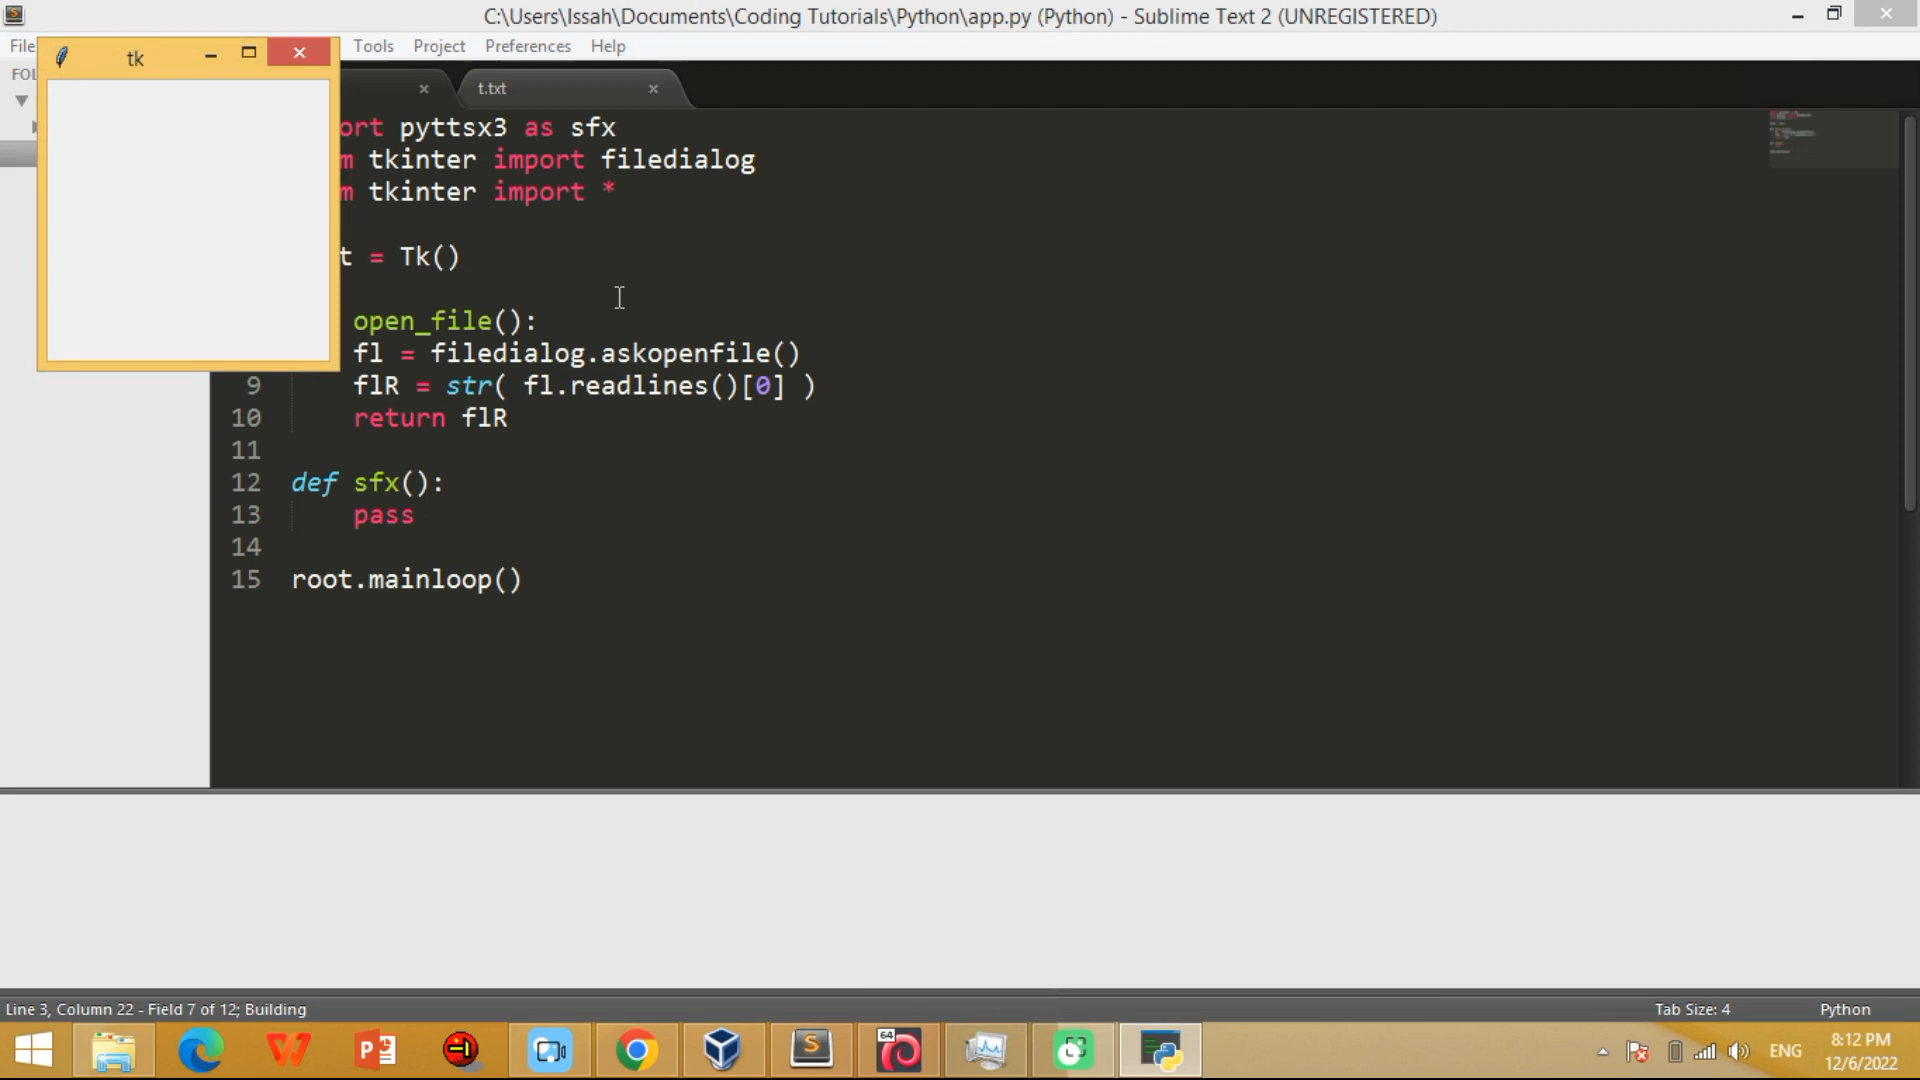 C:\Users\Issah\Documents\Coding Tutorials\Python\app.py (Python) - Sublime Text 2 (UNREGISTERED)
File Tools Project Preferences Help
tk
FOL
t.txt
ort pyttsx3 as sfx
m tkinter import filedialog
m tkinter import *
t = Tk()
open_file():
fl = filedialog.askopenfile()
9 flR = str( fl.readlines()[0] )
10 return flR
11
12 def sfx():
13 pass
14
15 root.mainloop()
Line 3, Column 22 - Field 7 of 12; Building Tab Size: 4 Python
64
ENG
8:12 PM
12/6/2022